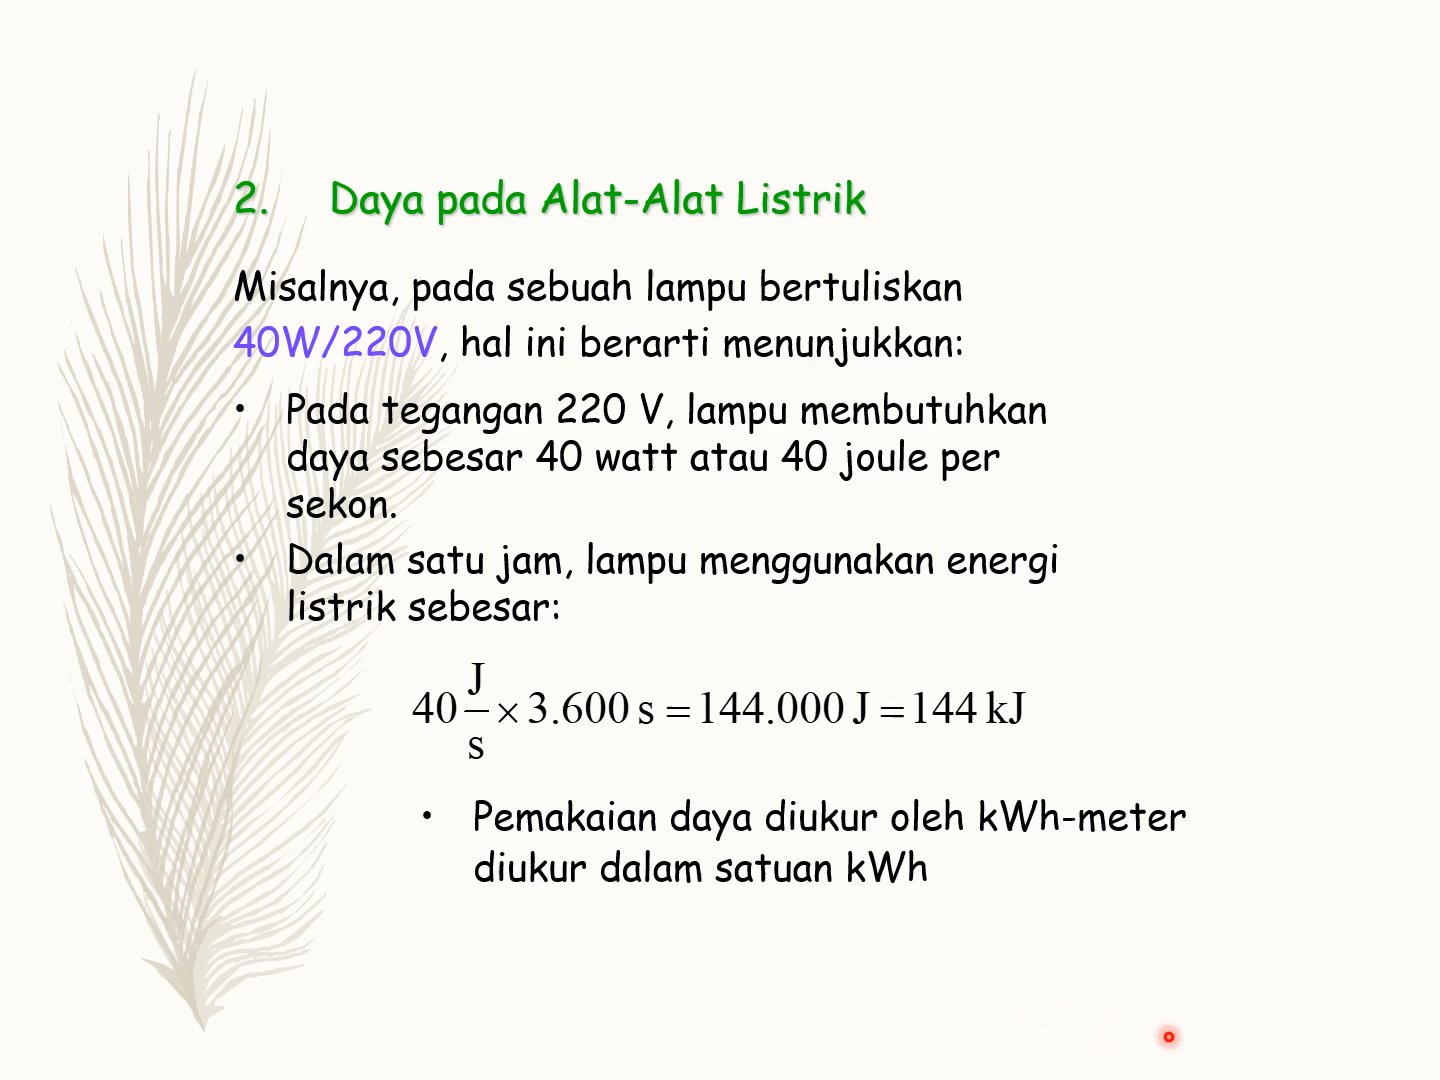 2. Daya pada Alat-Alat Listrik
Misalnya, pada sebuah lampu bertuliskan
40W/220V, hal ini berarti menunjukkan:
• Pada tegangan 220 V, lampu membutuhkan
daya sebesar 40 watt atau 40 joule per
sekon.
• Dalam satu jam, lampu menggunakan energi
listrik sebesar:
40 J/s × 3.600 s = 144.000 J = 144 kJ
• Pemakaian daya diukur oleh kWh-meter
diukur dalam satuan kWh